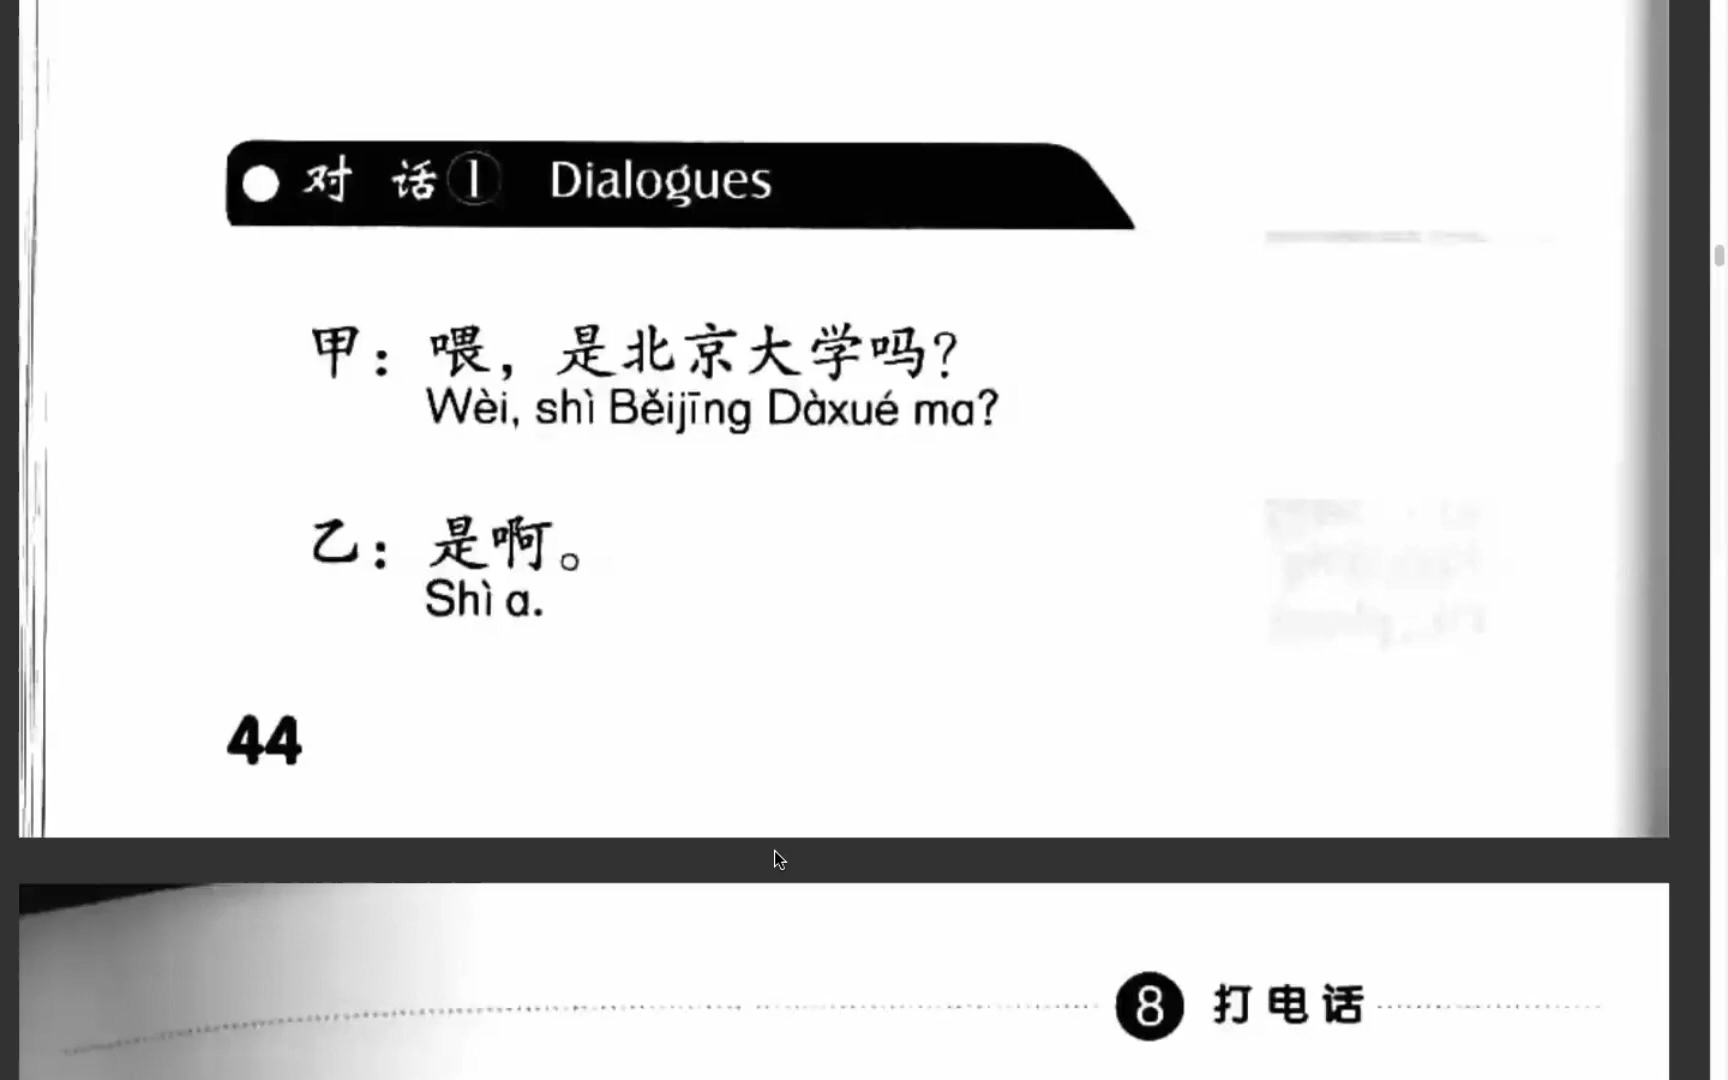 对 话① Dialogues
甲：喂，是北京大学吗？
Wèi, shì Běijīng Dàxué ma?
乙：是啊。
Shì a.
44
8 打电话